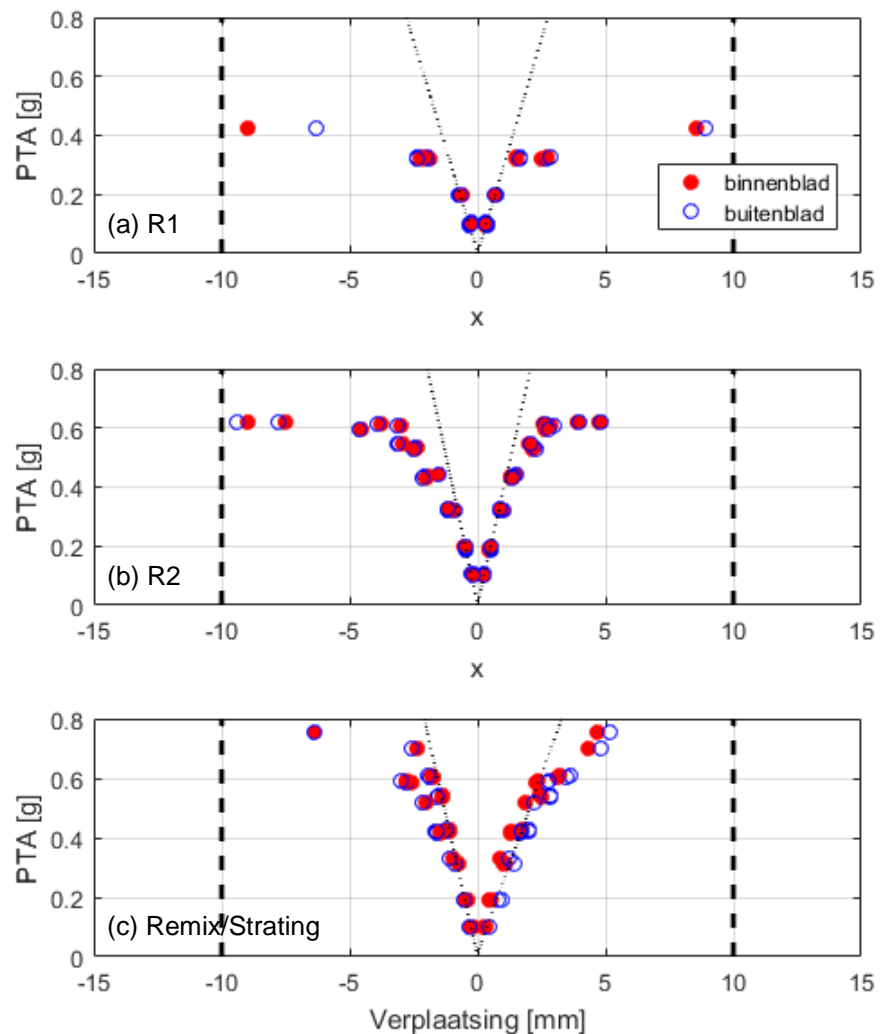 0.8
0.6
0.4
0.2
0
PTA [g]
(a) R1
binnenblad
buitenblad
-15 -10 -5 0 5 10 15
x
0.8
0.6
0.4
0.2
0
PTA [g]
(b) R2
-15 -10 -5 0 5 10 15
x
0.8
0.6
0.4
0.2
0
PTA [g]
(c) Remix/Strating
-15 -10 -5 0 5 10 15
Verplaatsing [mm]